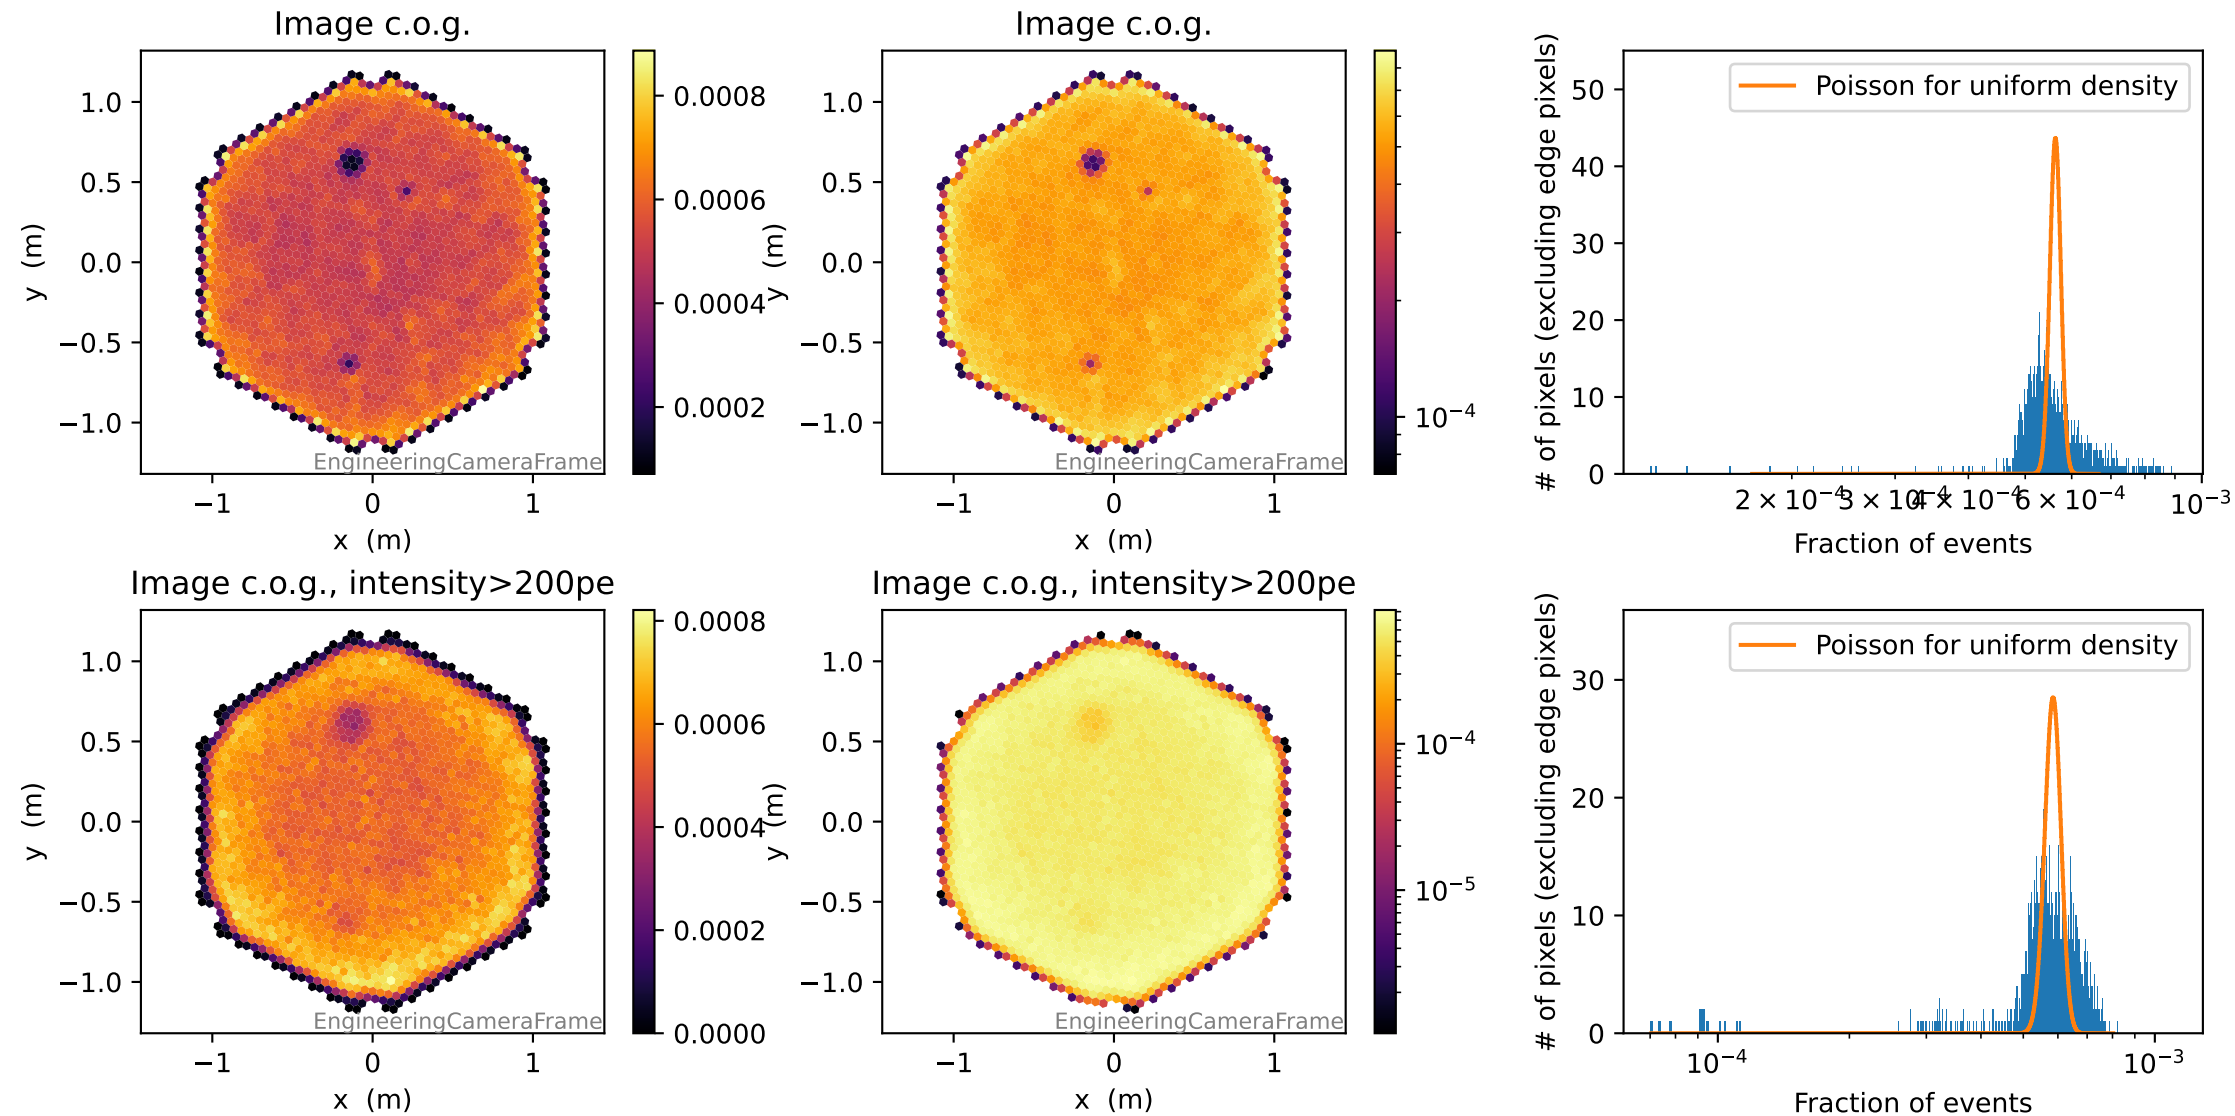 Image c.o.g.
y (m)
1.0
0.5
0.0
−0.5
−1.0
EngineeringCameraFrame
−1 0 1
x (m)
0.0008
0.0006
0.0004
0.0002
Image c.o.g.
y (m)
1.0
0.5
0.0
−0.5
−1.0
EngineeringCameraFrame
−1 0 1
x (m)
10⁻⁴
# of pixels (excluding edge pixels)
50
40
30
20
10
0
Poisson for uniform density
2 × 10⁻⁴ 3 × 10⁻⁴ 4 × 10⁻⁴ 6 × 10⁻⁴ 10⁻³
Fraction of events
Image c.o.g., intensity>200pe
y (m)
1.0
0.5
0.0
−0.5
−1.0
EngineeringCameraFrame
−1 0 1
x (m)
0.0008
0.0006
0.0004
0.0002
0.0000
Image c.o.g., intensity>200pe
y (m)
1.0
0.5
0.0
−0.5
−1.0
EngineeringCameraFrame
−1 0 1
x (m)
10⁻⁴
10⁻⁵
# of pixels (excluding edge pixels)
30
20
10
0
Poisson for uniform density
10⁻⁴ 10⁻³
Fraction of events